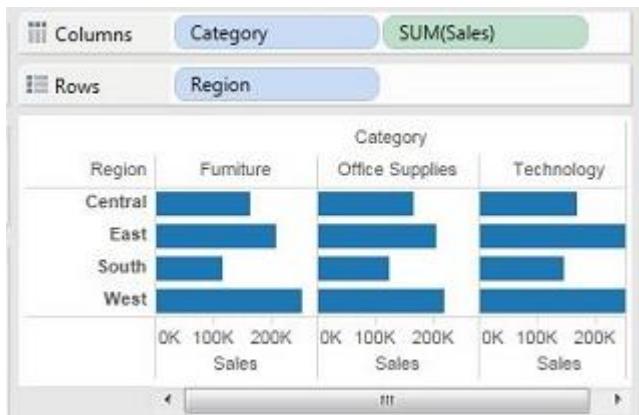 Columns Category SUM(Sales)
Rows Region
Category
Region Furniture Office Supplies Technology
Central
East
South
West
0K 100K 200K 0K 100K 200K 0K 100K 200K
Sales Sales Sales